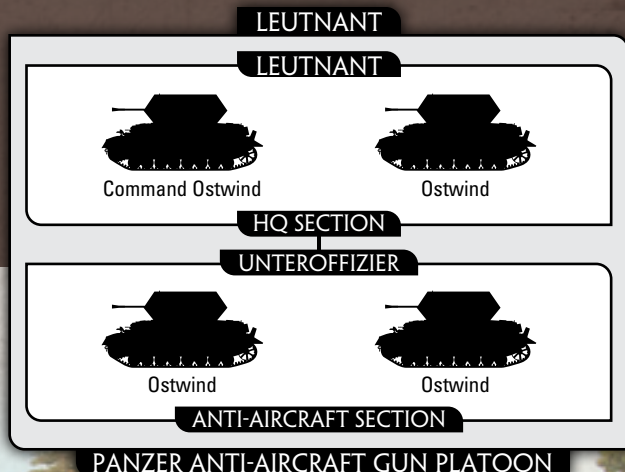 LEUTNANT
LEUTNANT
Command Ostwind Ostwind
HQ SECTION
UNTEROFFIZIER
Ostwind Ostwind
ANTI-AIRCRAFT SECTION
PANZER ANTI-AIRCRAFT GUN PLATOON